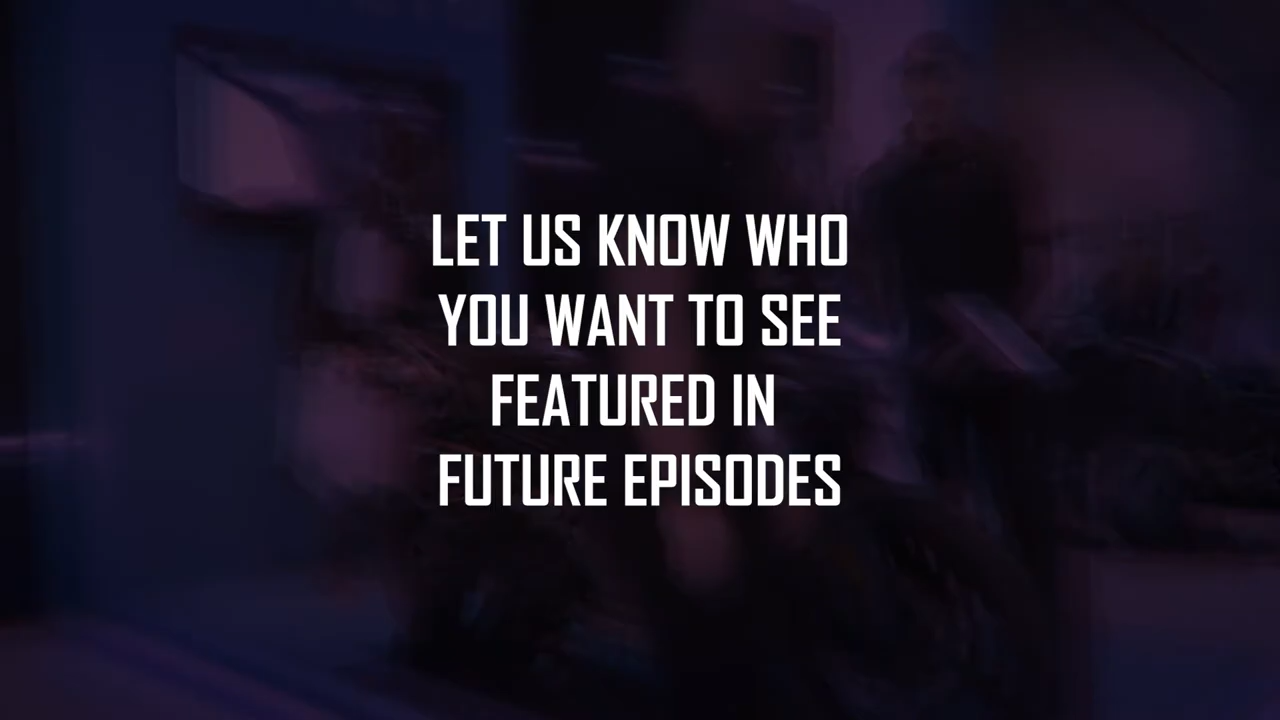 LET US KNOW WHO
YOU WANT TO SEE
FEATURED IN
FUTURE EPISODES